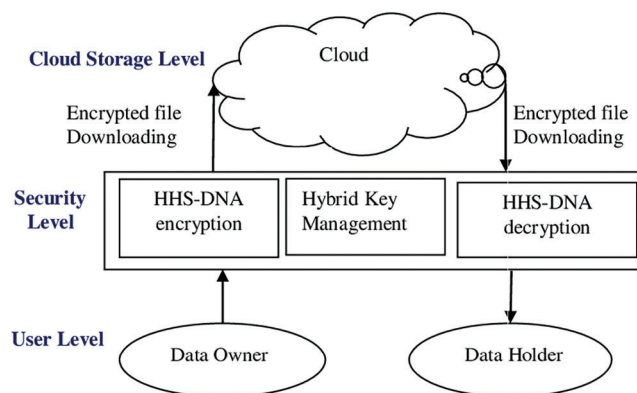 Cloud Storage Level
Cloud
Encrypted file
Downloading
Encrypted file
Downloading
Security
Level
HHS-DNA
encryption
Hybrid Key
Management
HHS-DNA
decryption
User Level
Data Owner
Data Holder